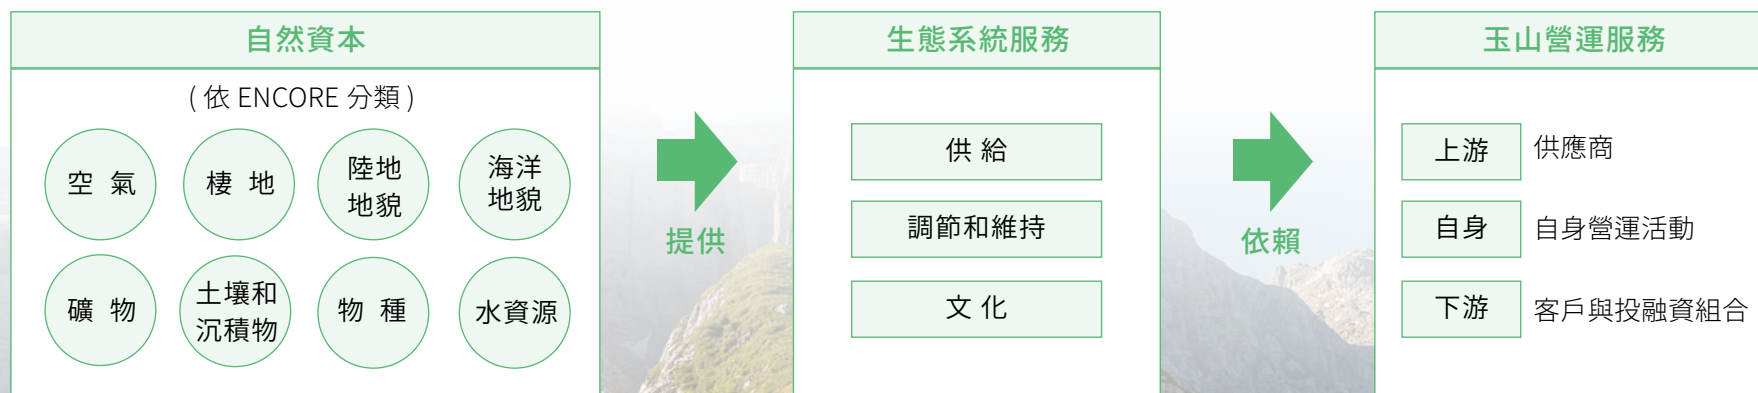 自然資本
(依 ENCORE 分類)
空氣
棲地
陸地
地貌
海洋
地貌
礦物
土壤和
沉積物
物種
水資源
提供
生態系統服務
供給
調節和維持
文化
依賴
玉山營運服務
上游 供應商
自身 自身營運活動
下游 客戶與投融資組合